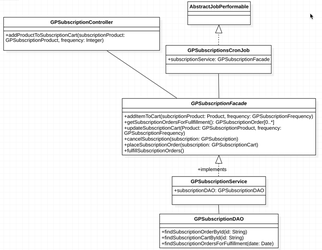 AbstractJobPerformable
GPSubscriptionController
+addProductToSubscriptionCart(subscriptionProduct:
GPSubscriptionProduct, frequency: Integer)
GPSubscriptionsCronJob
+subscriptionService: GPSubscriptionFacade
GPSubscriptionFacade
+addItemToCart(subscriptionProduct: Product, frequency: GPSubscriptionFrequency)
+getSubscriptionOrdersForFulfillment(): GPSubscriptionOrder[0..*]
+updateSubscriptionCart(Product: GPSubscriptionProduct, frequency:
GPSubscriptionFrequency)
+cancelSubscription(subscription: GPSubscription)
+placeSubscriptionOrder(subscription: GPSubscriptionCart)
+fulfillSubscriptionOrders()
+implements
GPSubscriptionService
+subscriptionDAO: GPSubscriptionDAO
GPSubscriptionDAO
+findSubscriptionOrderById(id: String)
+findSubscriptionCartById(id: String)
+findSubscriptionOrdersForFulfillment(date: Date)